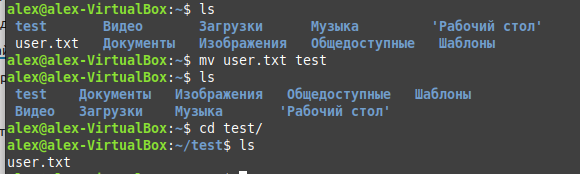 alex@alex-VirtualBox:~$ ls
test Видео Загрузки Музыка 'Рабочий стол'
user.txt Документы Изображения Общедоступные Шаблоны
alex@alex-VirtualBox:~$ mv user.txt test
alex@alex-VirtualBox:~$ ls
test Документы Изображения Общедоступные Шаблоны
Видео Загрузки Музыка 'Рабочий стол'
alex@alex-VirtualBox:~$ cd test/
alex@alex-VirtualBox:~/test$ ls
user.txt